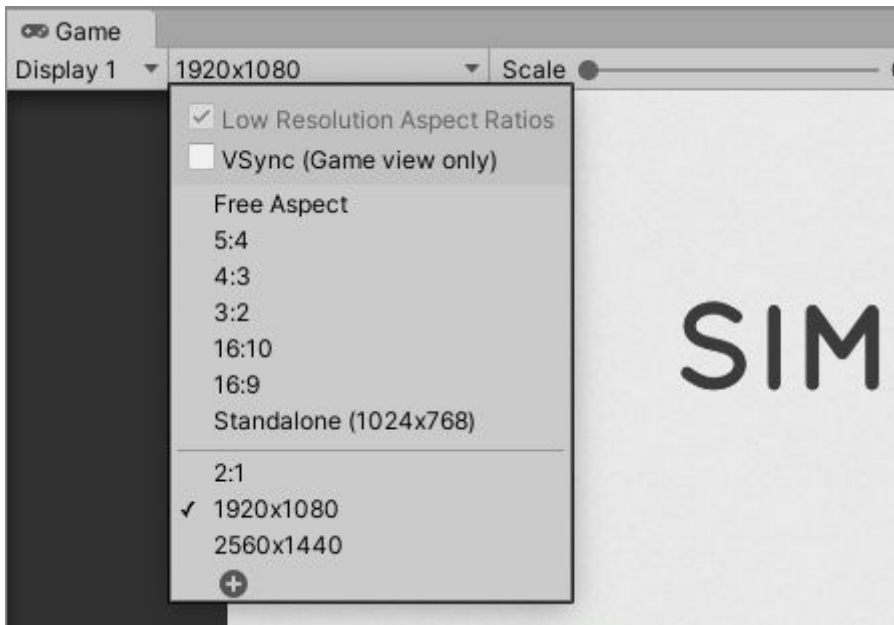 Game
Display 1 1920x1080 Scale
Low Resolution Aspect Ratios
VSync (Game view only)
Free Aspect
5:4
4:3
3:2
16:10
16:9
Standalone (1024x768)
2:1
1920x1080
2560x1440
SIM